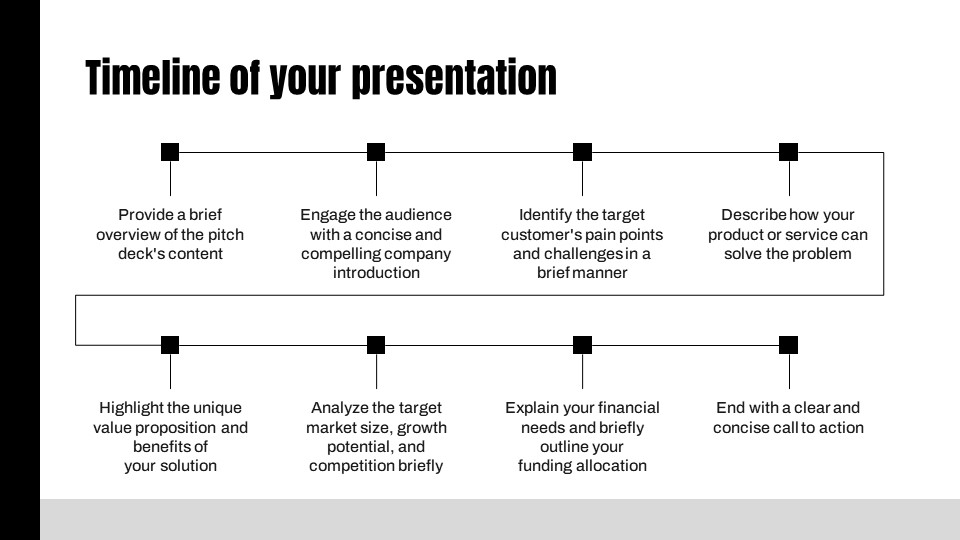 Timeline of your presentation
Provide a brief
overview of the pitch
deck's content
Engage the audience
with a concise and
compelling company
introduction
Identify the target
customer's pain points
and challenges in a
brief manner
Describe how your
product or service can
solve the problem
Highlight the unique
value proposition and
benefits of
your solution
Analyze the target
market size, growth
potential, and
competition briefly
Explain your financial
needs and briefly
outline your
funding allocation
End with a clear and
concise call to action